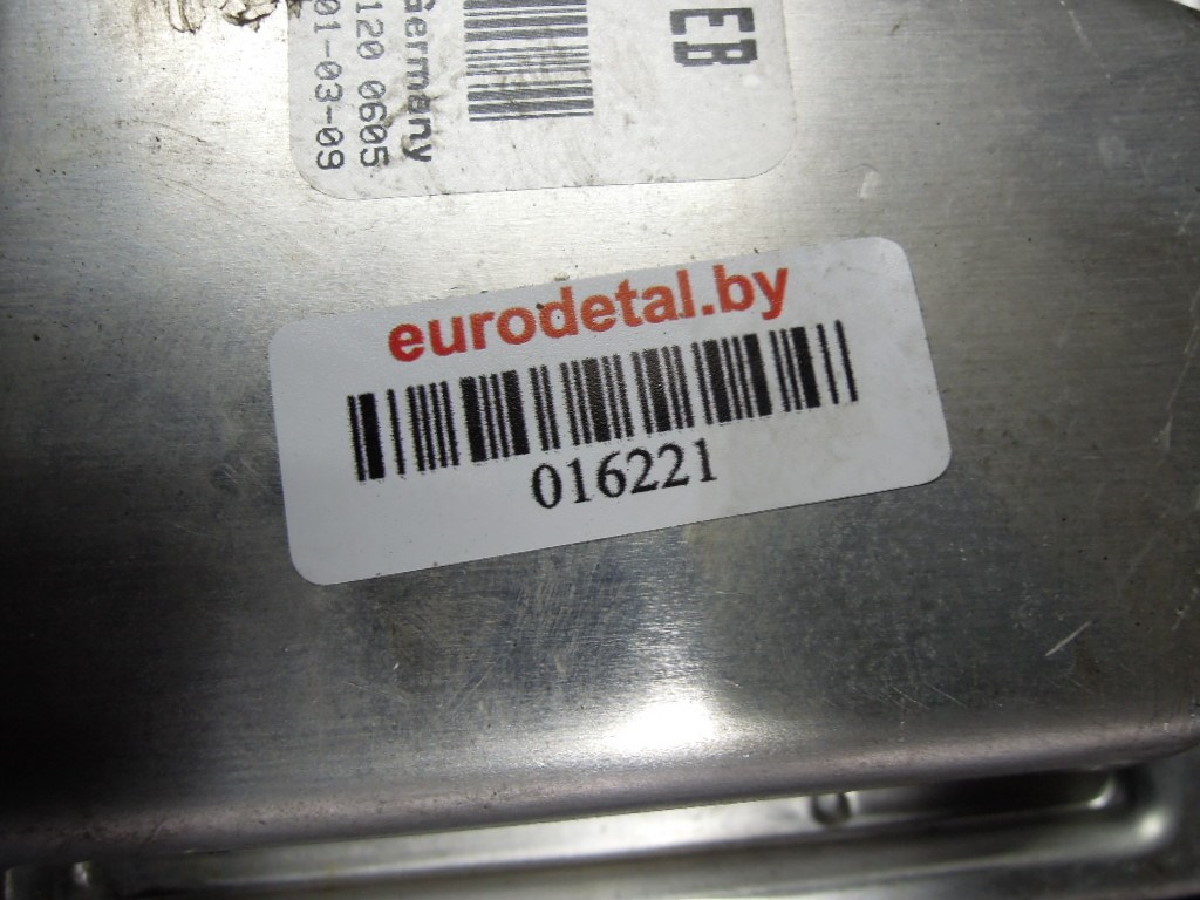 EB
Germany
120 0605
01-03-09
eurodetal.by
016221